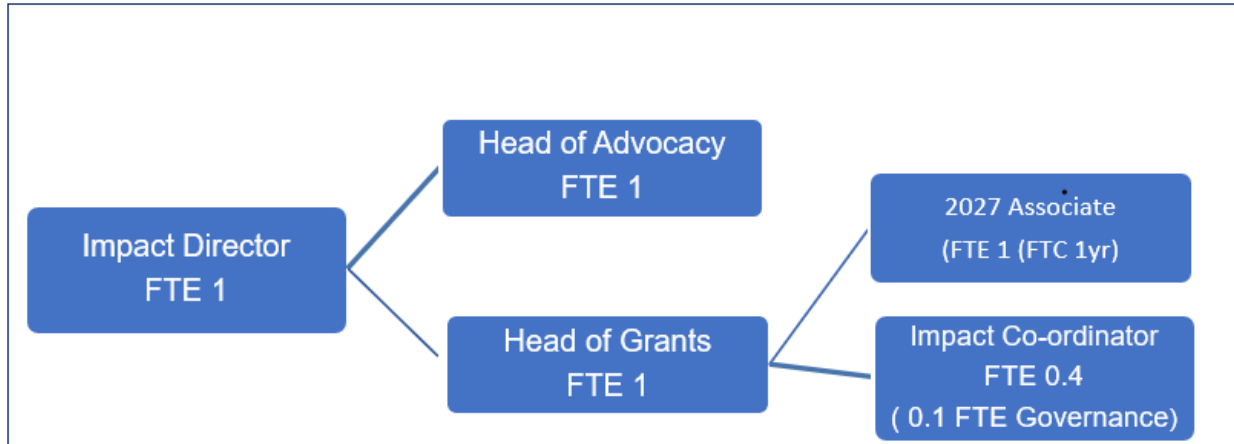 Impact Director
FTE 1
Head of Advocacy
FTE 1
Head of Grants
FTE 1
2027 Associate
(FTE 1 (FTC 1yr)
Impact Co-ordinator
FTE 0.4
( 0.1 FTE Governance)